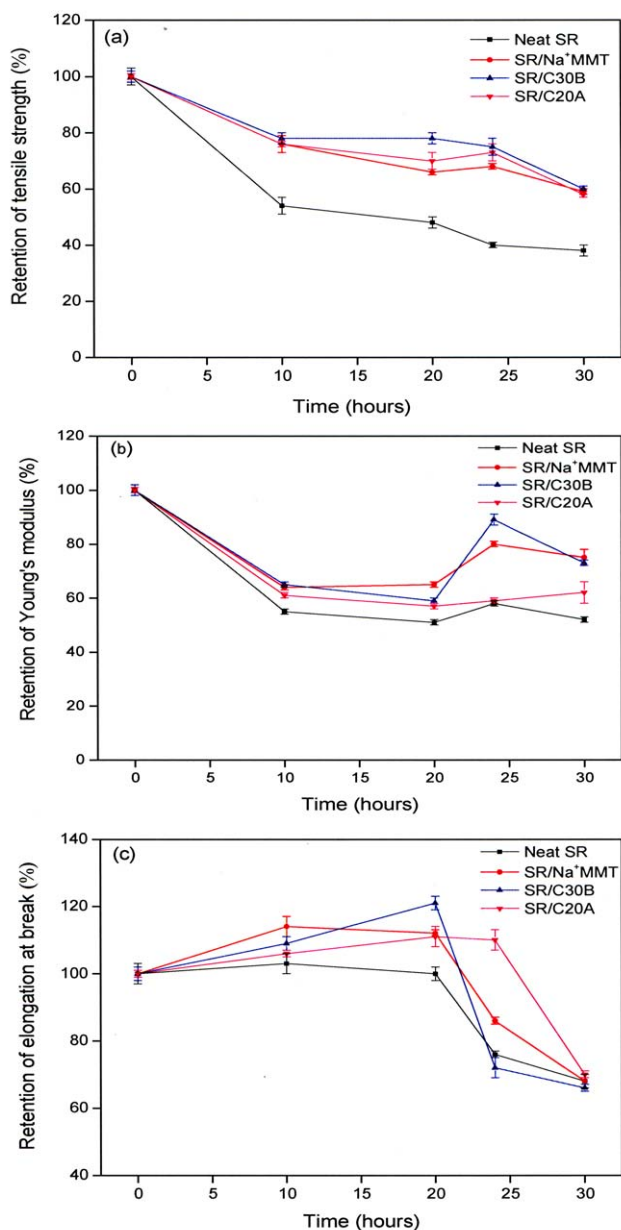 (a)
Neat SR
SR/Na⁺MMT
SR/C30B
SR/C20A
120
100
80
60
40
20
0
Retention of tensile strength (%)
0 5 10 15 20 25 30
Time (hours)
(b)
Neat SR
SR/Na⁺MMT
SR/C30B
SR/C20A
120
100
80
60
40
20
0
Retention of Young's modulus (%)
0 5 10 15 20 25 30
Time (hours)
(c)
Neat SR
SR/Na⁺MMT
SR/C30B
SR/C20A
140
120
100
80
60
40
Retention of elongation at break (%)
0 10 20 30
Time (hours)